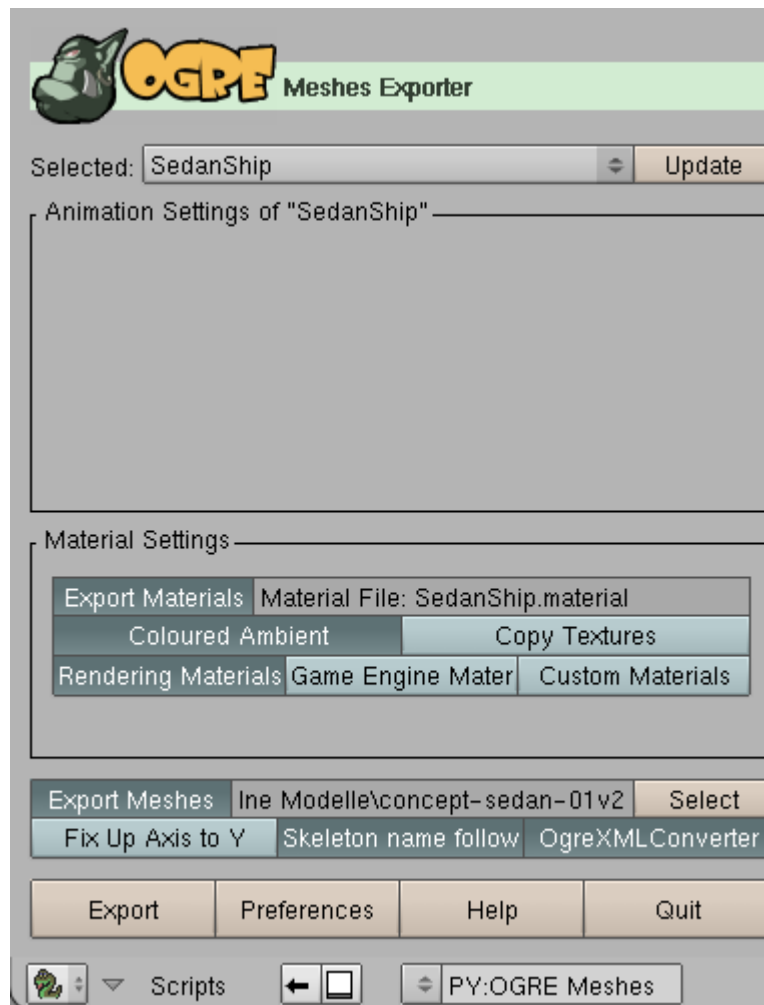 OGRE Meshes Exporter
Selected: SedanShip Update
Animation Settings of "SedanShip"
Material Settings
Export Materials Material File: SedanShip.material
Coloured Ambient Copy Textures
Rendering Materials Game Engine Mater Custom Materials
Export Meshes Ine Modelle\concept-sedan-01v2 Select
Fix Up Axis to Y Skeleton name follow OgreXMLConverter
Export Preferences Help Quit
Scripts PY:OGRE Meshes